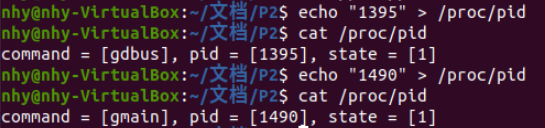 nhy@nhy-VirtualBox:~/文档/P2$ echo "1395" > /proc/pid
nhy@nhy-VirtualBox:~/文档/P2$ cat /proc/pid
command = [gdbus], pid = [1395], state = [1]
nhy@nhy-VirtualBox:~/文档/P2$ echo "1490" > /proc/pid
nhy@nhy-VirtualBox:~/文档/P2$ cat /proc/pid
command = [gmain], pid = [1490], state = [1]